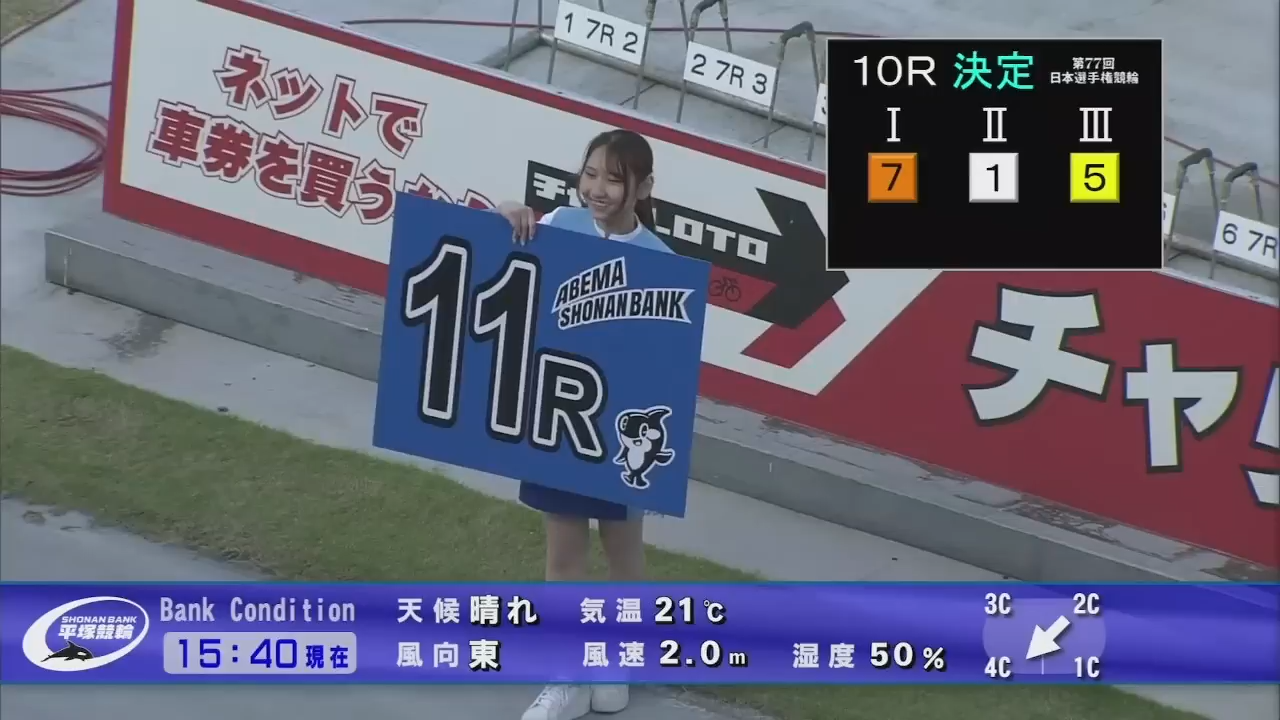 1 7R 2
2 7R 3
6 7R
ネットで
車券を買うなら
チャ
LOTO
チャリ
11R
ABEMA
SHONAN BANK
10R 決定 第77回
日本選手権競輪
Ⅰ Ⅱ Ⅲ
7 1 5
SHONAN BANK
平塚競輪
Bank Condition
15:40現在
天候 晴れ 気温 21℃
風向 東 風速 2.0m 湿度 50%
3C 2C
4C 1C